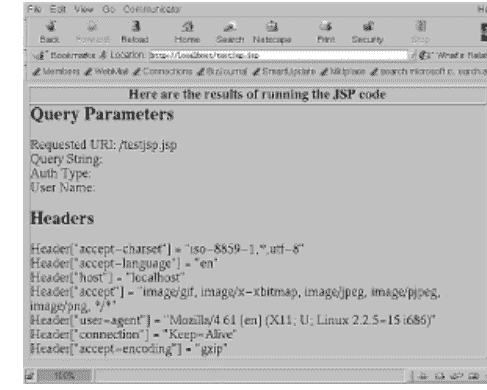 File Edit View Go Communicator
Back Forward Reload Home Search Netscape Print Security Stop
Bookmarks Location: http://localhost/testjsp.jsp What's Relat
Members WebMail Connections BizJournal SmartUpdate Mktplace search.microsoft.c.
Here are the results of running the JSP code
Query Parameters
Requested URI: /testjsp.jsp
Query String:
Auth Type:
User Name:
Headers
Header["accept-charset"] = "iso-8859-1,*,utf-8"
Header["accept-language"] = "en"
Header["host"] = "localhost"
Header["accept"] = "image/gif, image/x-xbitmap, image/jpeg, image/pjpeg,
image/png, */*"
Header["user-agent"] = "Mozilla/4.61 [en] (X11; U; Linux 2.2.5-15 i686)"
Header["connection"] = "Keep-Alive"
Header["accept-encoding"] = "gzip"
100%